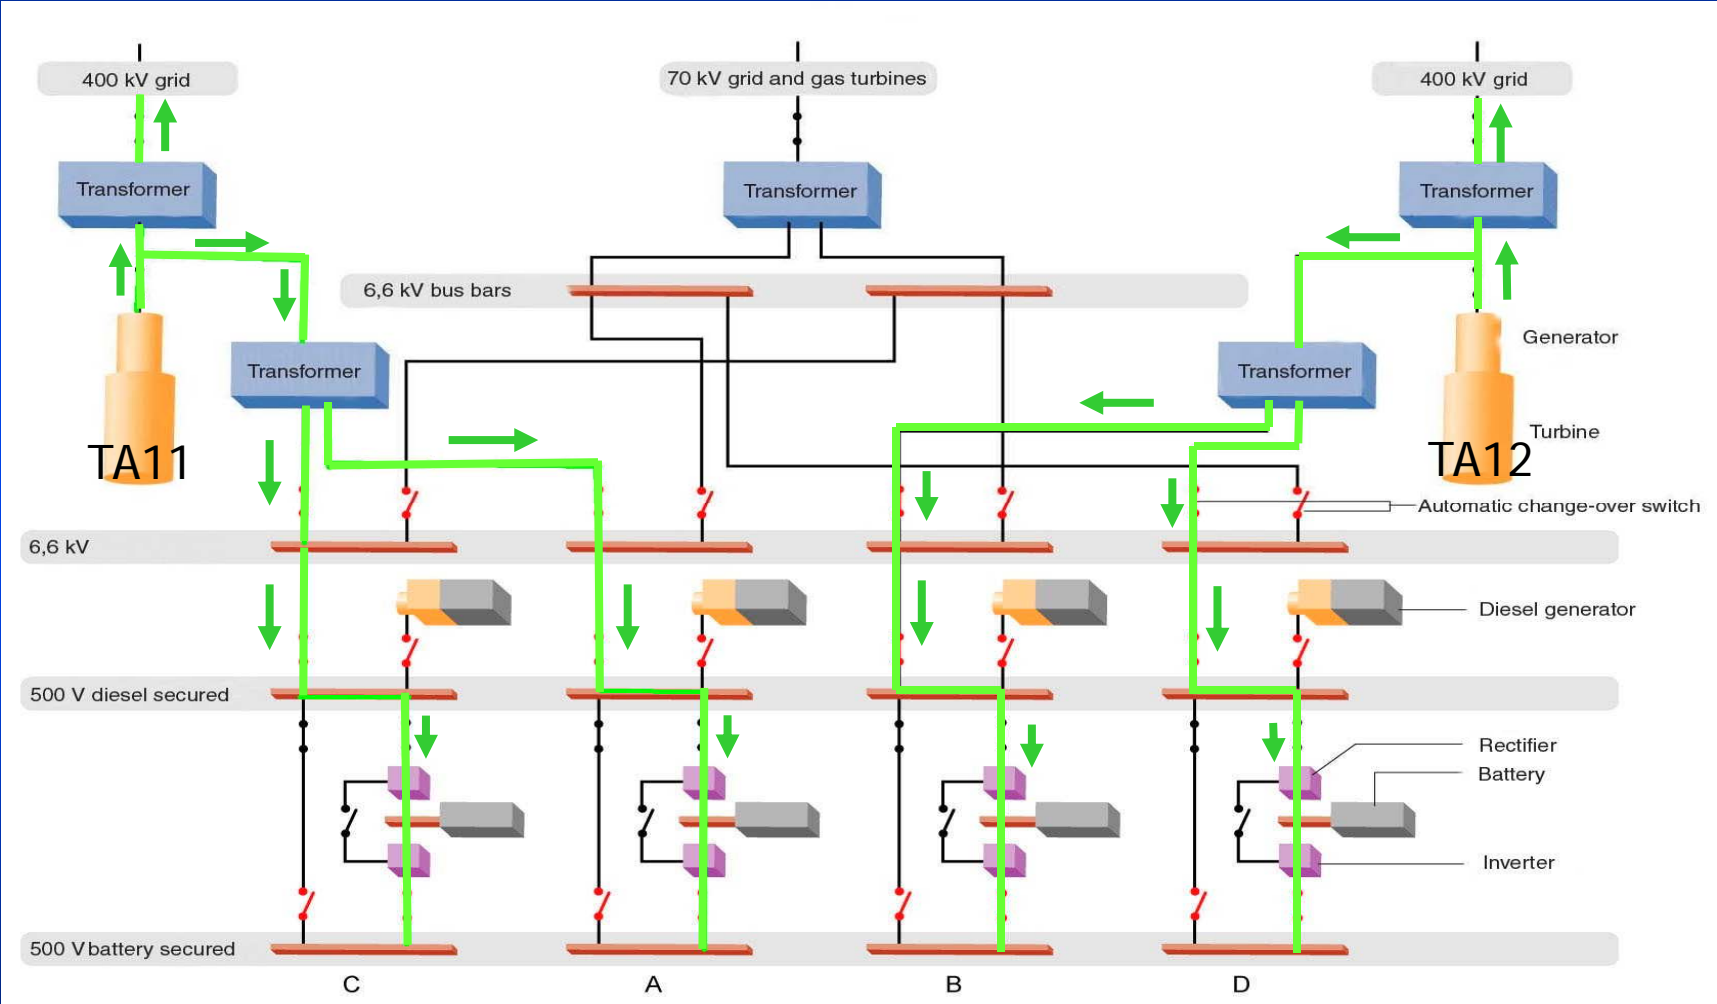 400 kV grid
70 kV grid and gas turbines
400 kV grid
Transformer
Transformer
Transformer
6,6 kV bus bars
Generator
Transformer
Transformer
Turbine
TA11
TA12
Automatic change-over switch
6,6 kV
Diesel generator
500 V diesel secured
Rectifier
Battery
Inverter
500 V battery secured
C
A
B
D